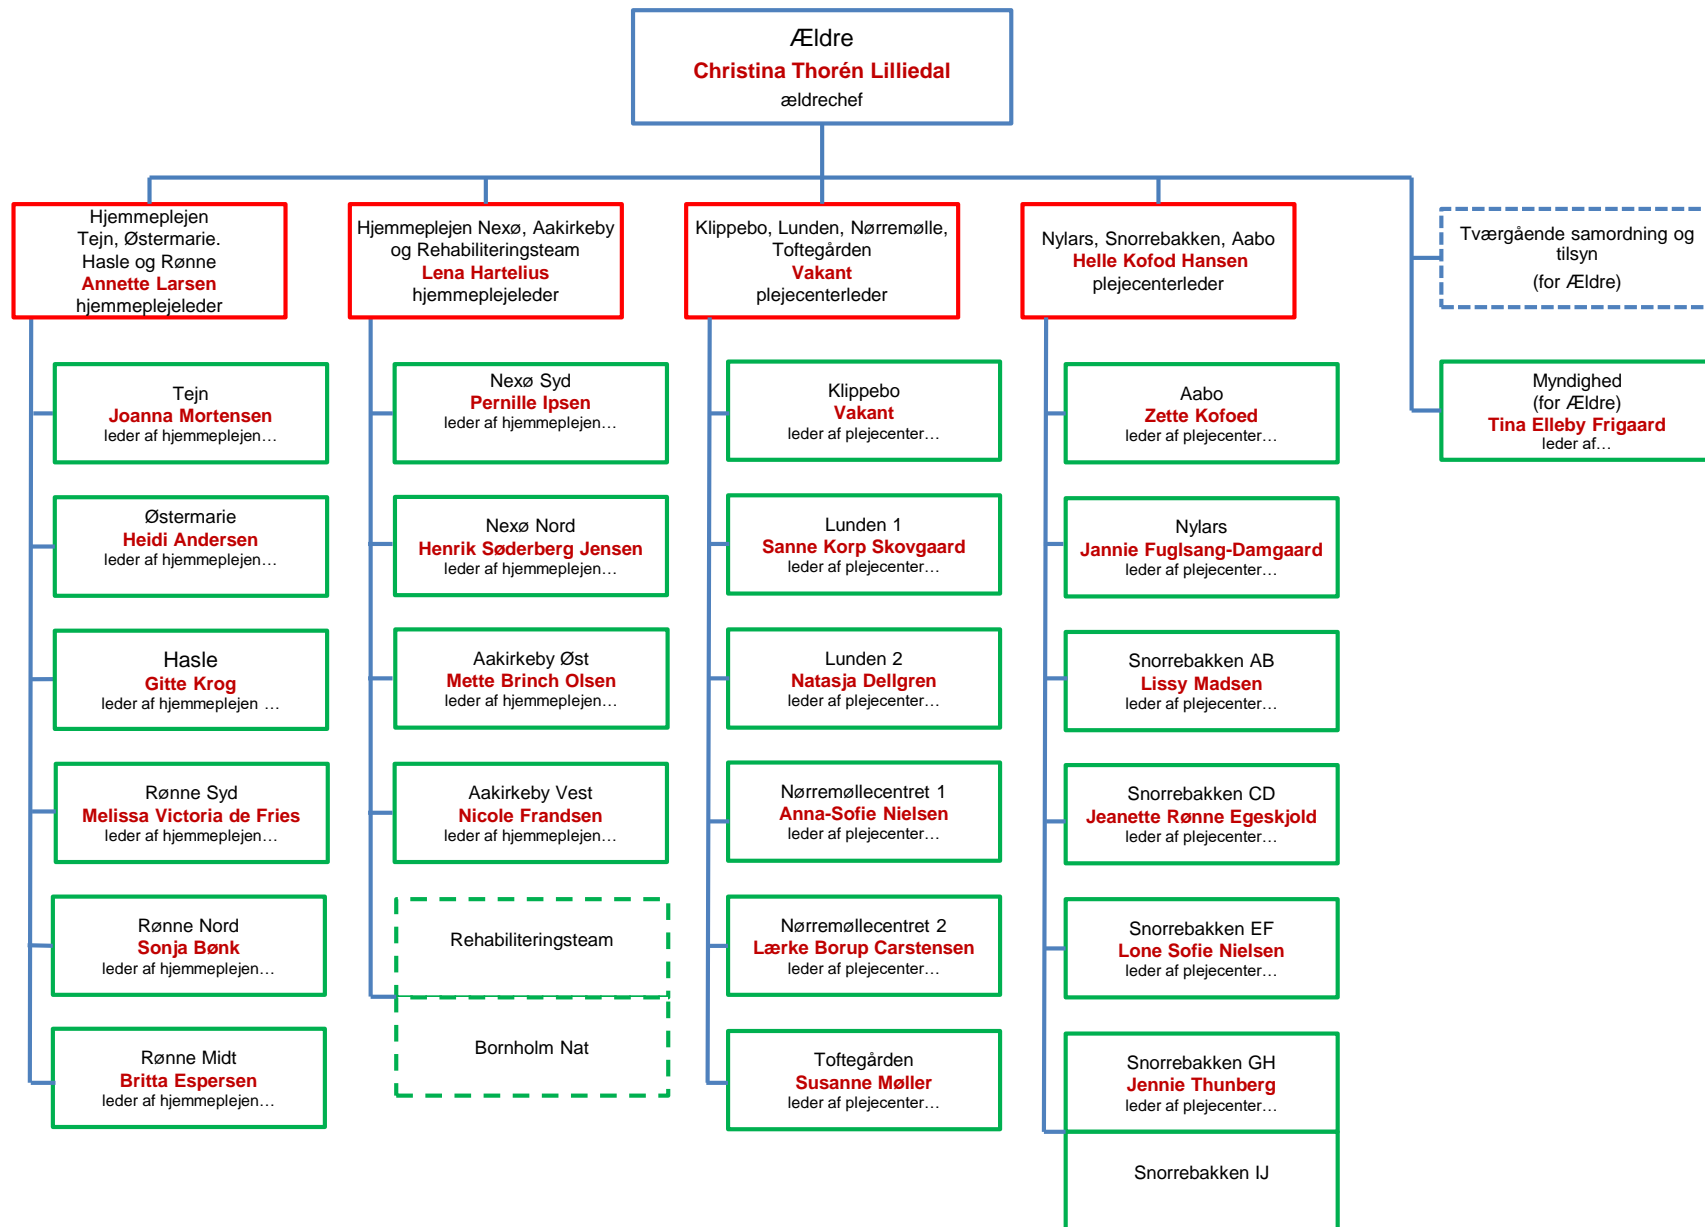 Ældre
Christina Thorén Lilliedal
ældrechef
Hjemmeplejen
Tejn, Østermarie.
Hasle og Rønne
Annette Larsen
hjemmeplejeleder
Hjemmeplejen Nexø, Aakirkeby
og Rehabiliteringsteam
Lena Hartelius
hjemmeplejeleder
Klippebo, Lunden, Nørremølle,
Toftegården
Vakant
plejecenterleder
Nylars, Snorrebakken, Aabo
Helle Kofod Hansen
plejecenterleder
Tværgående samordning og
tilsyn
(for Ældre)
Tejn
Joanna Mortensen
leder af hjemmeplejen…
Nexø Syd
Pernille Ipsen
leder af hjemmeplejen…
Klippebo
Vakant
leder af plejecenter…
Aabo
Zette Kofoed
leder af plejecenter…
Myndighed
(for Ældre)
Tina Elleby Frigaard
leder af…
Østermarie
Heidi Andersen
leder af hjemmeplejen…
Nexø Nord
Henrik Søderberg Jensen
leder af hjemmeplejen…
Lunden 1
Sanne Korp Skovgaard
leder af plejecenter…
Nylars
Jannie Fuglsang-Damgaard
leder af plejecenter…
Hasle
Gitte Krog
leder af hjemmeplejen …
Aakirkeby Øst
Mette Brinch Olsen
leder af hjemmeplejen…
Lunden 2
Natasja Dellgren
leder af plejecenter…
Snorrebakken AB
Lissy Madsen
leder af plejecenter…
Rønne Syd
Melissa Victoria de Fries
leder af hjemmeplejen…
Aakirkeby Vest
Nicole Frandsen
leder af hjemmeplejen…
Nørremøllecentret 1
Anna-Sofie Nielsen
leder af plejecenter…
Snorrebakken CD
Jeanette Rønne Egeskjold
leder af plejecenter…
Rønne Nord
Sonja Bønk
leder af hjemmeplejen…
Rehabiliteringsteam
Nørremøllecentret 2
Lærke Borup Carstensen
leder af plejecenter…
Snorrebakken EF
Lone Sofie Nielsen
leder af plejecenter…
Rønne Midt
Britta Espersen
leder af hjemmeplejen…
Bornholm Nat
Toftegården
Susanne Møller
leder af plejecenter…
Snorrebakken GH
Jennie Thunberg
leder af plejecenter…
Snorrebakken IJ